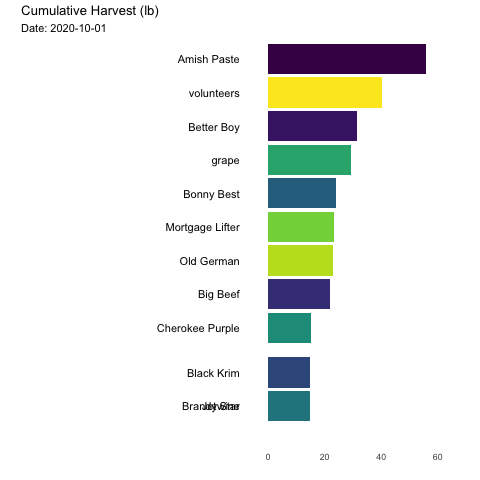 Cumulative Harvest (lb)
Date: 2020-10-01
Amish Paste
volunteers
Better Boy
grape
Bonny Best
Mortgage Lifter
Old German
Big Beef
Cherokee Purple
Black Krim
0 20 40 60